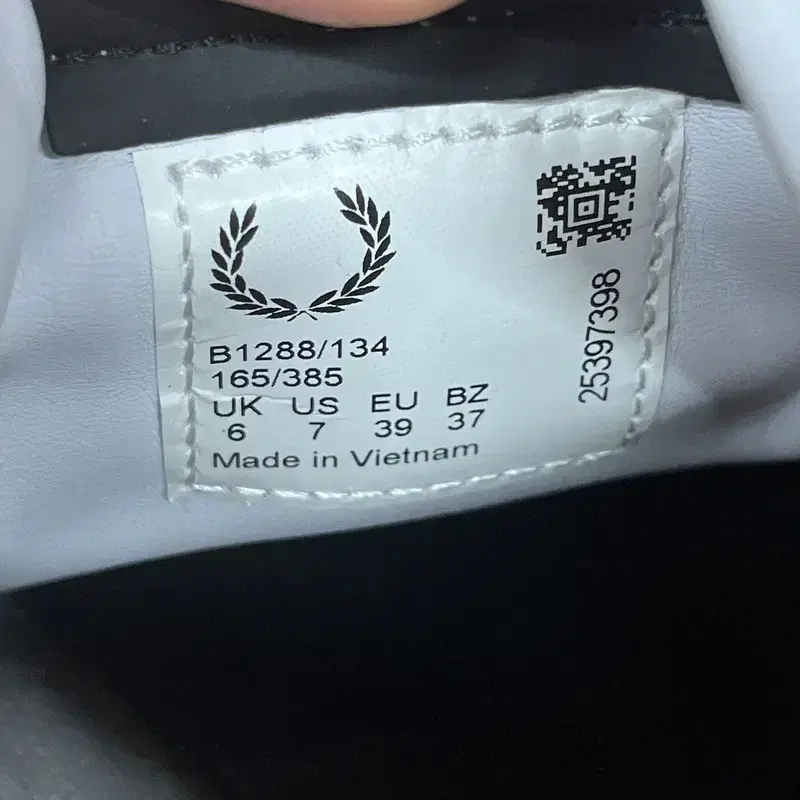 B1288/134
165/385
UK US EU BZ
6 7 39 37
Made in Vietnam
25397398